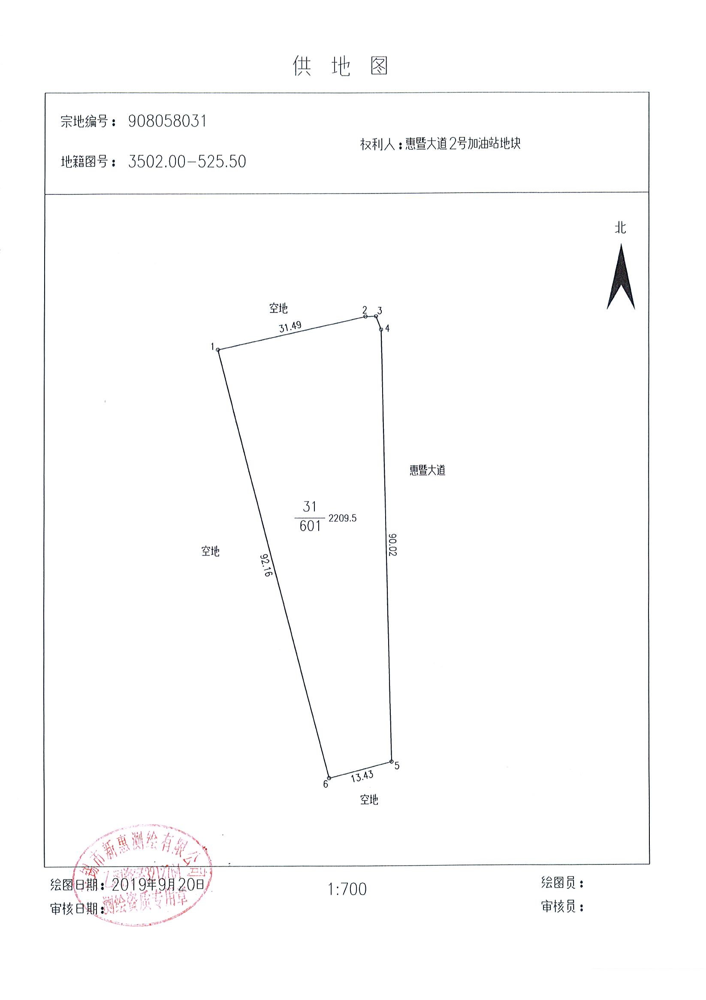 供地图
宗地编号：908058031
权利人：惠暨大道2号加油站地块
地籍图号：3502.00-525.50
北
空地
31.49
1
2
3
4
惠暨大道
31
601
2209.5
90.02
空地
92.16
5
6
13.43
空地
市新惠测绘有限公司
测绘资质专用章
绘图日期：2019年9月20日
1:700
绘图员：
审核日期：
审核员：